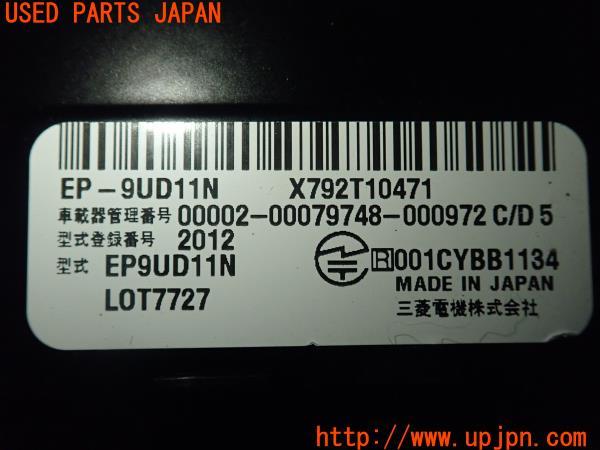 USED PARTS JAPAN
EP-9UD11N X792T10471
車載器管理番号 00002-00079748-000972 C/D 5
型式登録番号 2012
型式 EP9UD11N
R 001CYBB1134
LOT7727
MADE IN JAPAN
三菱電機株式会社
UPJ
http://www.upjpn.com/